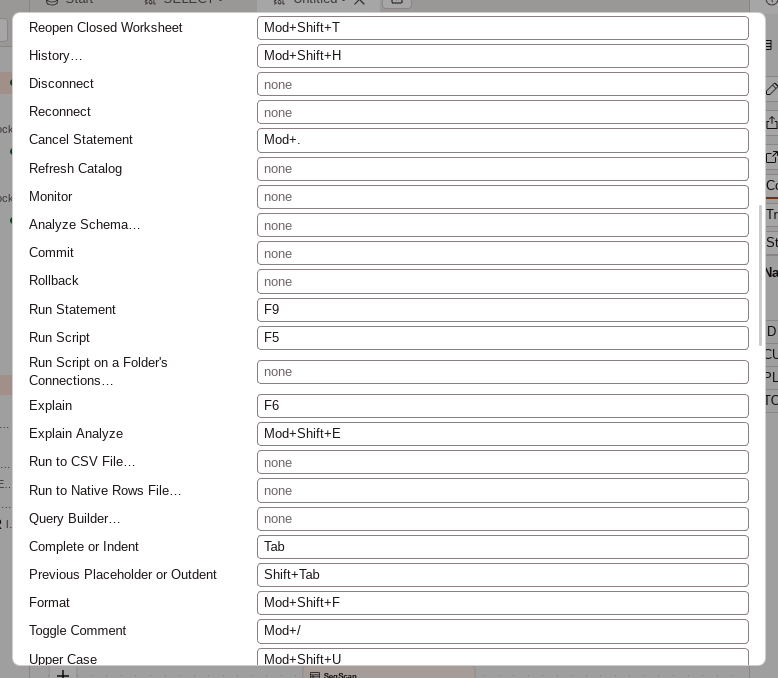 Start SELECT Untitled
Reopen Closed Worksheet Mod+Shift+T
History… Mod+Shift+H
Disconnect none
Reconnect none
Cancel Statement Mod+.
Refresh Catalog none
Monitor none
Analyze Schema… none
Commit none
Rollback none
Run Statement F9
Run Script F5
Run Script on a Folder's
Connections… none
Explain F6
Explain Analyze Mod+Shift+E
Run to CSV File… none
Run to Native Rows File… none
Query Builder… none
Complete or Indent Tab
Previous Placeholder or Outdent Shift+Tab
Format Mod+Shift+F
Toggle Comment Mod+/
Upper Case Mod+Shift+U
SeqScan